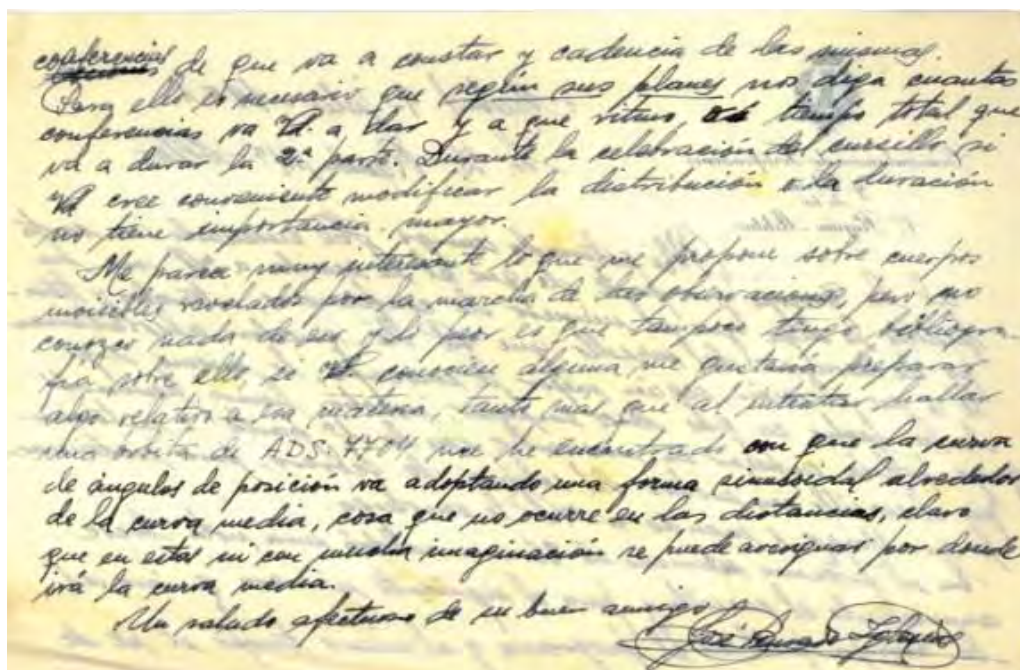 conferencias de que va a constar y cadencia de las mismas.
Para ello es necesario que según sus planes nos diga cuantas
conferencias va Vd. a dar y a que ritmo, tiempo total que
va a durar la 2ª parte. Durante la celebración del cursillo si
Vd cree conveniente modificar la distribución o la duración
no tiene importancia mayor.
Me parece muy interesante lo que me propone sobre cuerpos
invisibles revelados por la marcha de las observaciones, pero no
conozco nada de eso y lo peor es que tampoco tengo bibliogra-
fía sobre ello, si Vd. conociese alguna me gustaría preparar
algo relativo a esa materia, tanto mas que al intentar hallar
una órbita de ADS. 7704 me he encontrado con que la curva
de ángulos de posición va adoptando una forma sinusoidal alrededor
de la curva media, cosa que no ocurre en las distancias, claro
que en estas ni con mucha imaginación se puede averiguar por donde
irá la curva media.
Un saludo afectuoso de su buen amigo
José